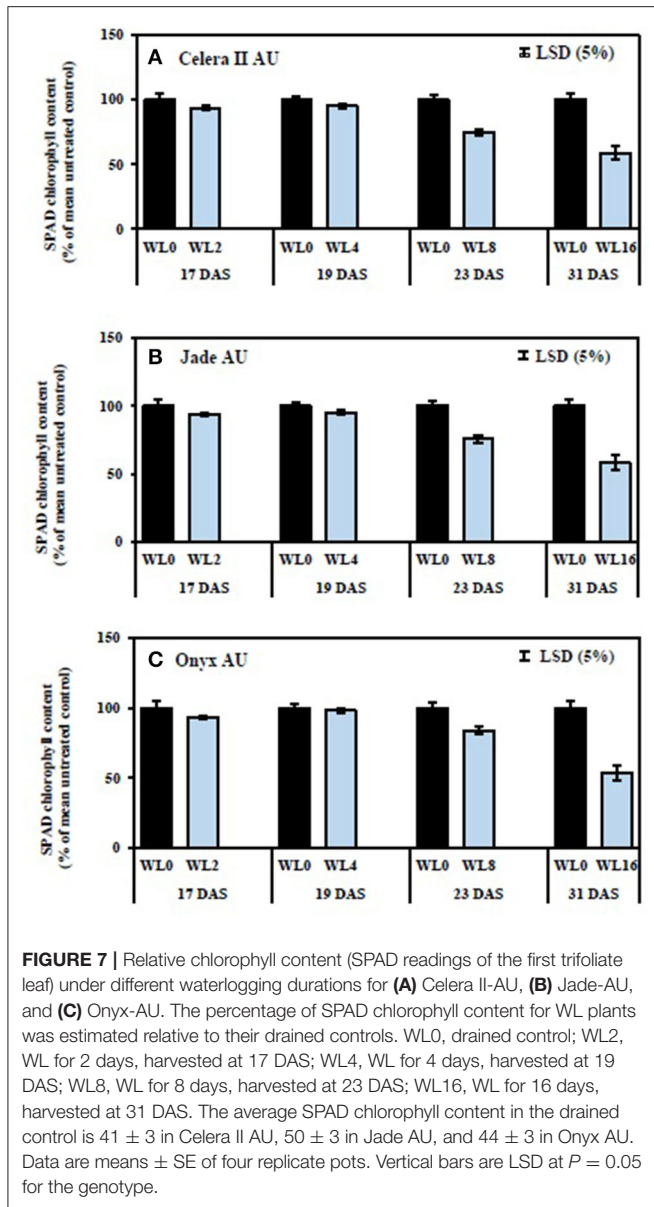 150
A Celera II AU
LSD (5%)
SPAD chlorophyll content
(% of mean untreated control)
100
50
0
WL0 WL2 WL0 WL4 WL0 WL8 WL0 WL16
17 DAS 19 DAS 23 DAS 31 DAS
150
B Jade AU
LSD (5%)
SPAD chlorophyll content
(% of mean untreated control)
100
50
0
WL0 WL2 WL0 WL4 WL0 WL8 WL0 WL16
17 DAS 19 DAS 23 DAS 31 DAS
150
C Onyx AU
LSD (5%)
SPAD chlorophyll content
(% of mean untreated control)
100
50
0
WL0 WL2 WL0 WL4 WL0 WL8 WL0 WL16
17 DAS 19 DAS 23 DAS 31 DAS
FIGURE 7 | Relative chlorophyll content (SPAD readings of the first trifoliate
leaf) under different waterlogging durations for (A) Celera II-AU, (B) Jade-AU,
and (C) Onyx-AU. The percentage of SPAD chlorophyll content for WL plants
was estimated relative to their drained controls. WL0, drained control; WL2,
WL for 2 days, harvested at 17 DAS; WL4, WL for 4 days, harvested at 19
DAS; WL8, WL for 8 days, harvested at 23 DAS; WL16, WL for 16 days,
harvested at 31 DAS. The average SPAD chlorophyll content in the drained
control is 41 ± 3 in Celera II AU, 50 ± 3 in Jade AU, and 44 ± 3 in Onyx AU.
Data are means ± SE of four replicate pots. Vertical bars are LSD at P = 0.05
for the genotype.